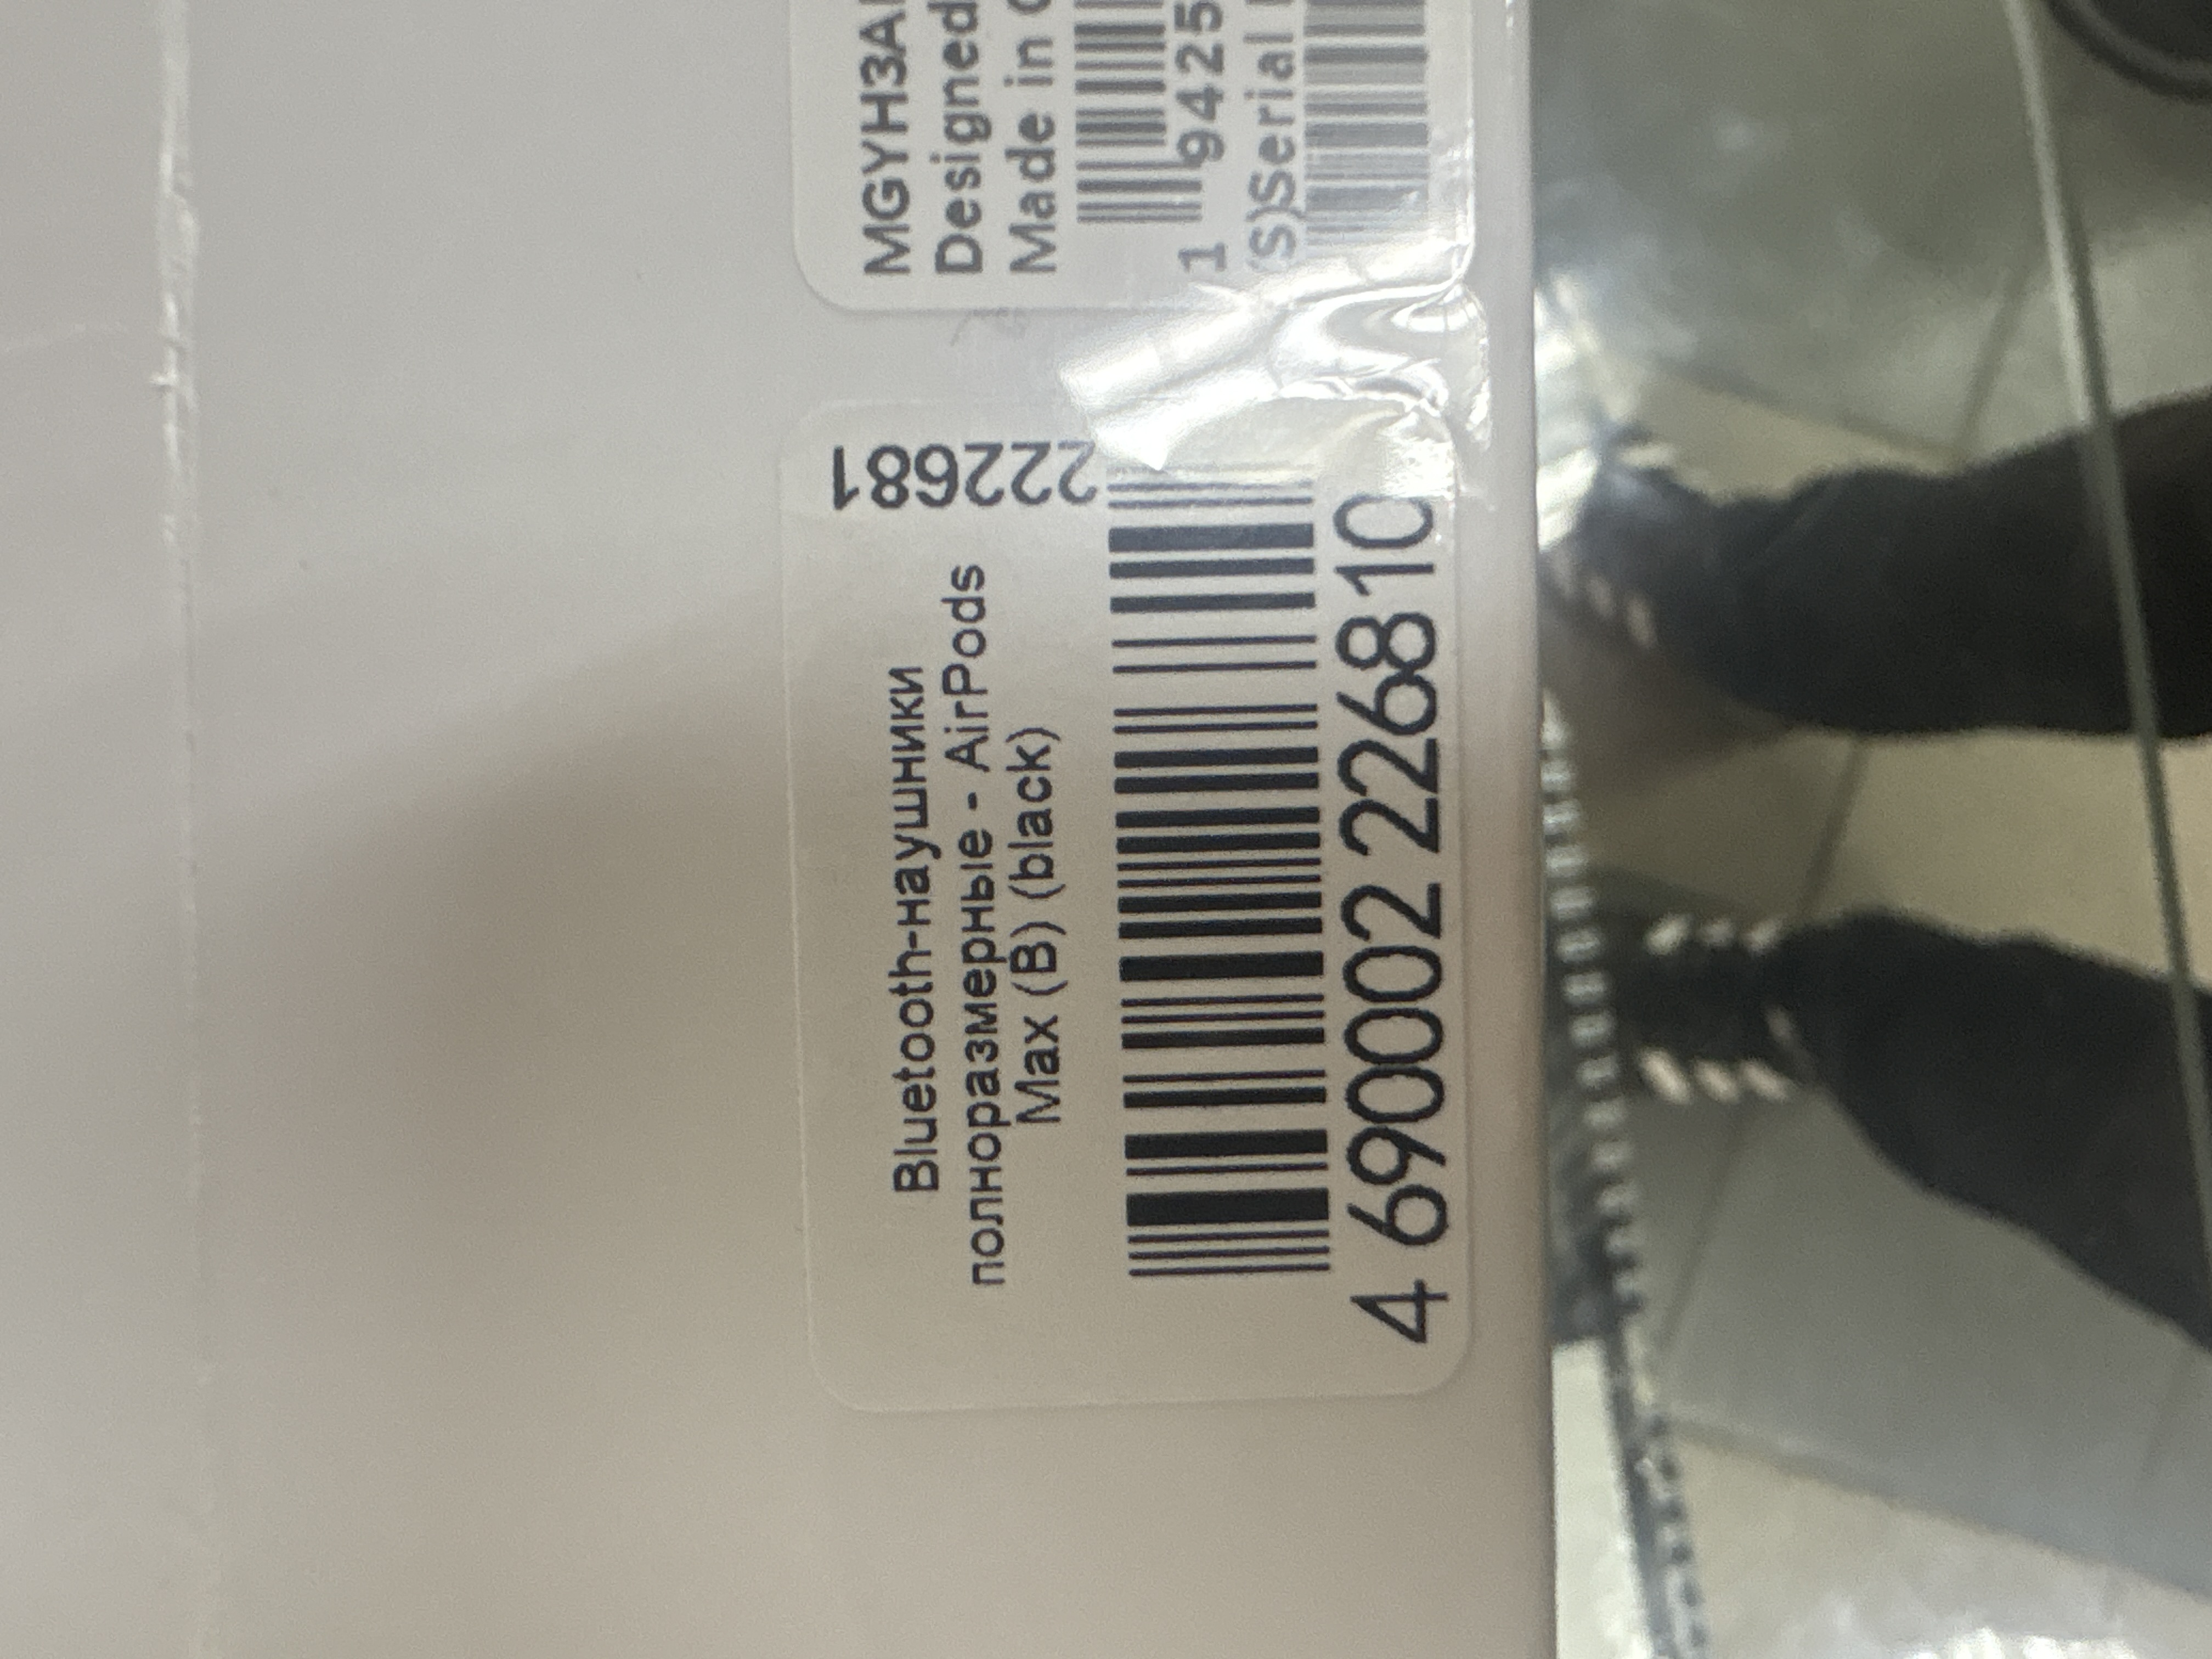 MGYH3A
Designed
Made in
1 9425
(S)Serial
222681
Bluetooth-наушники
полноразмерные - AirPods
Max (B) (black)
4 690002 226810